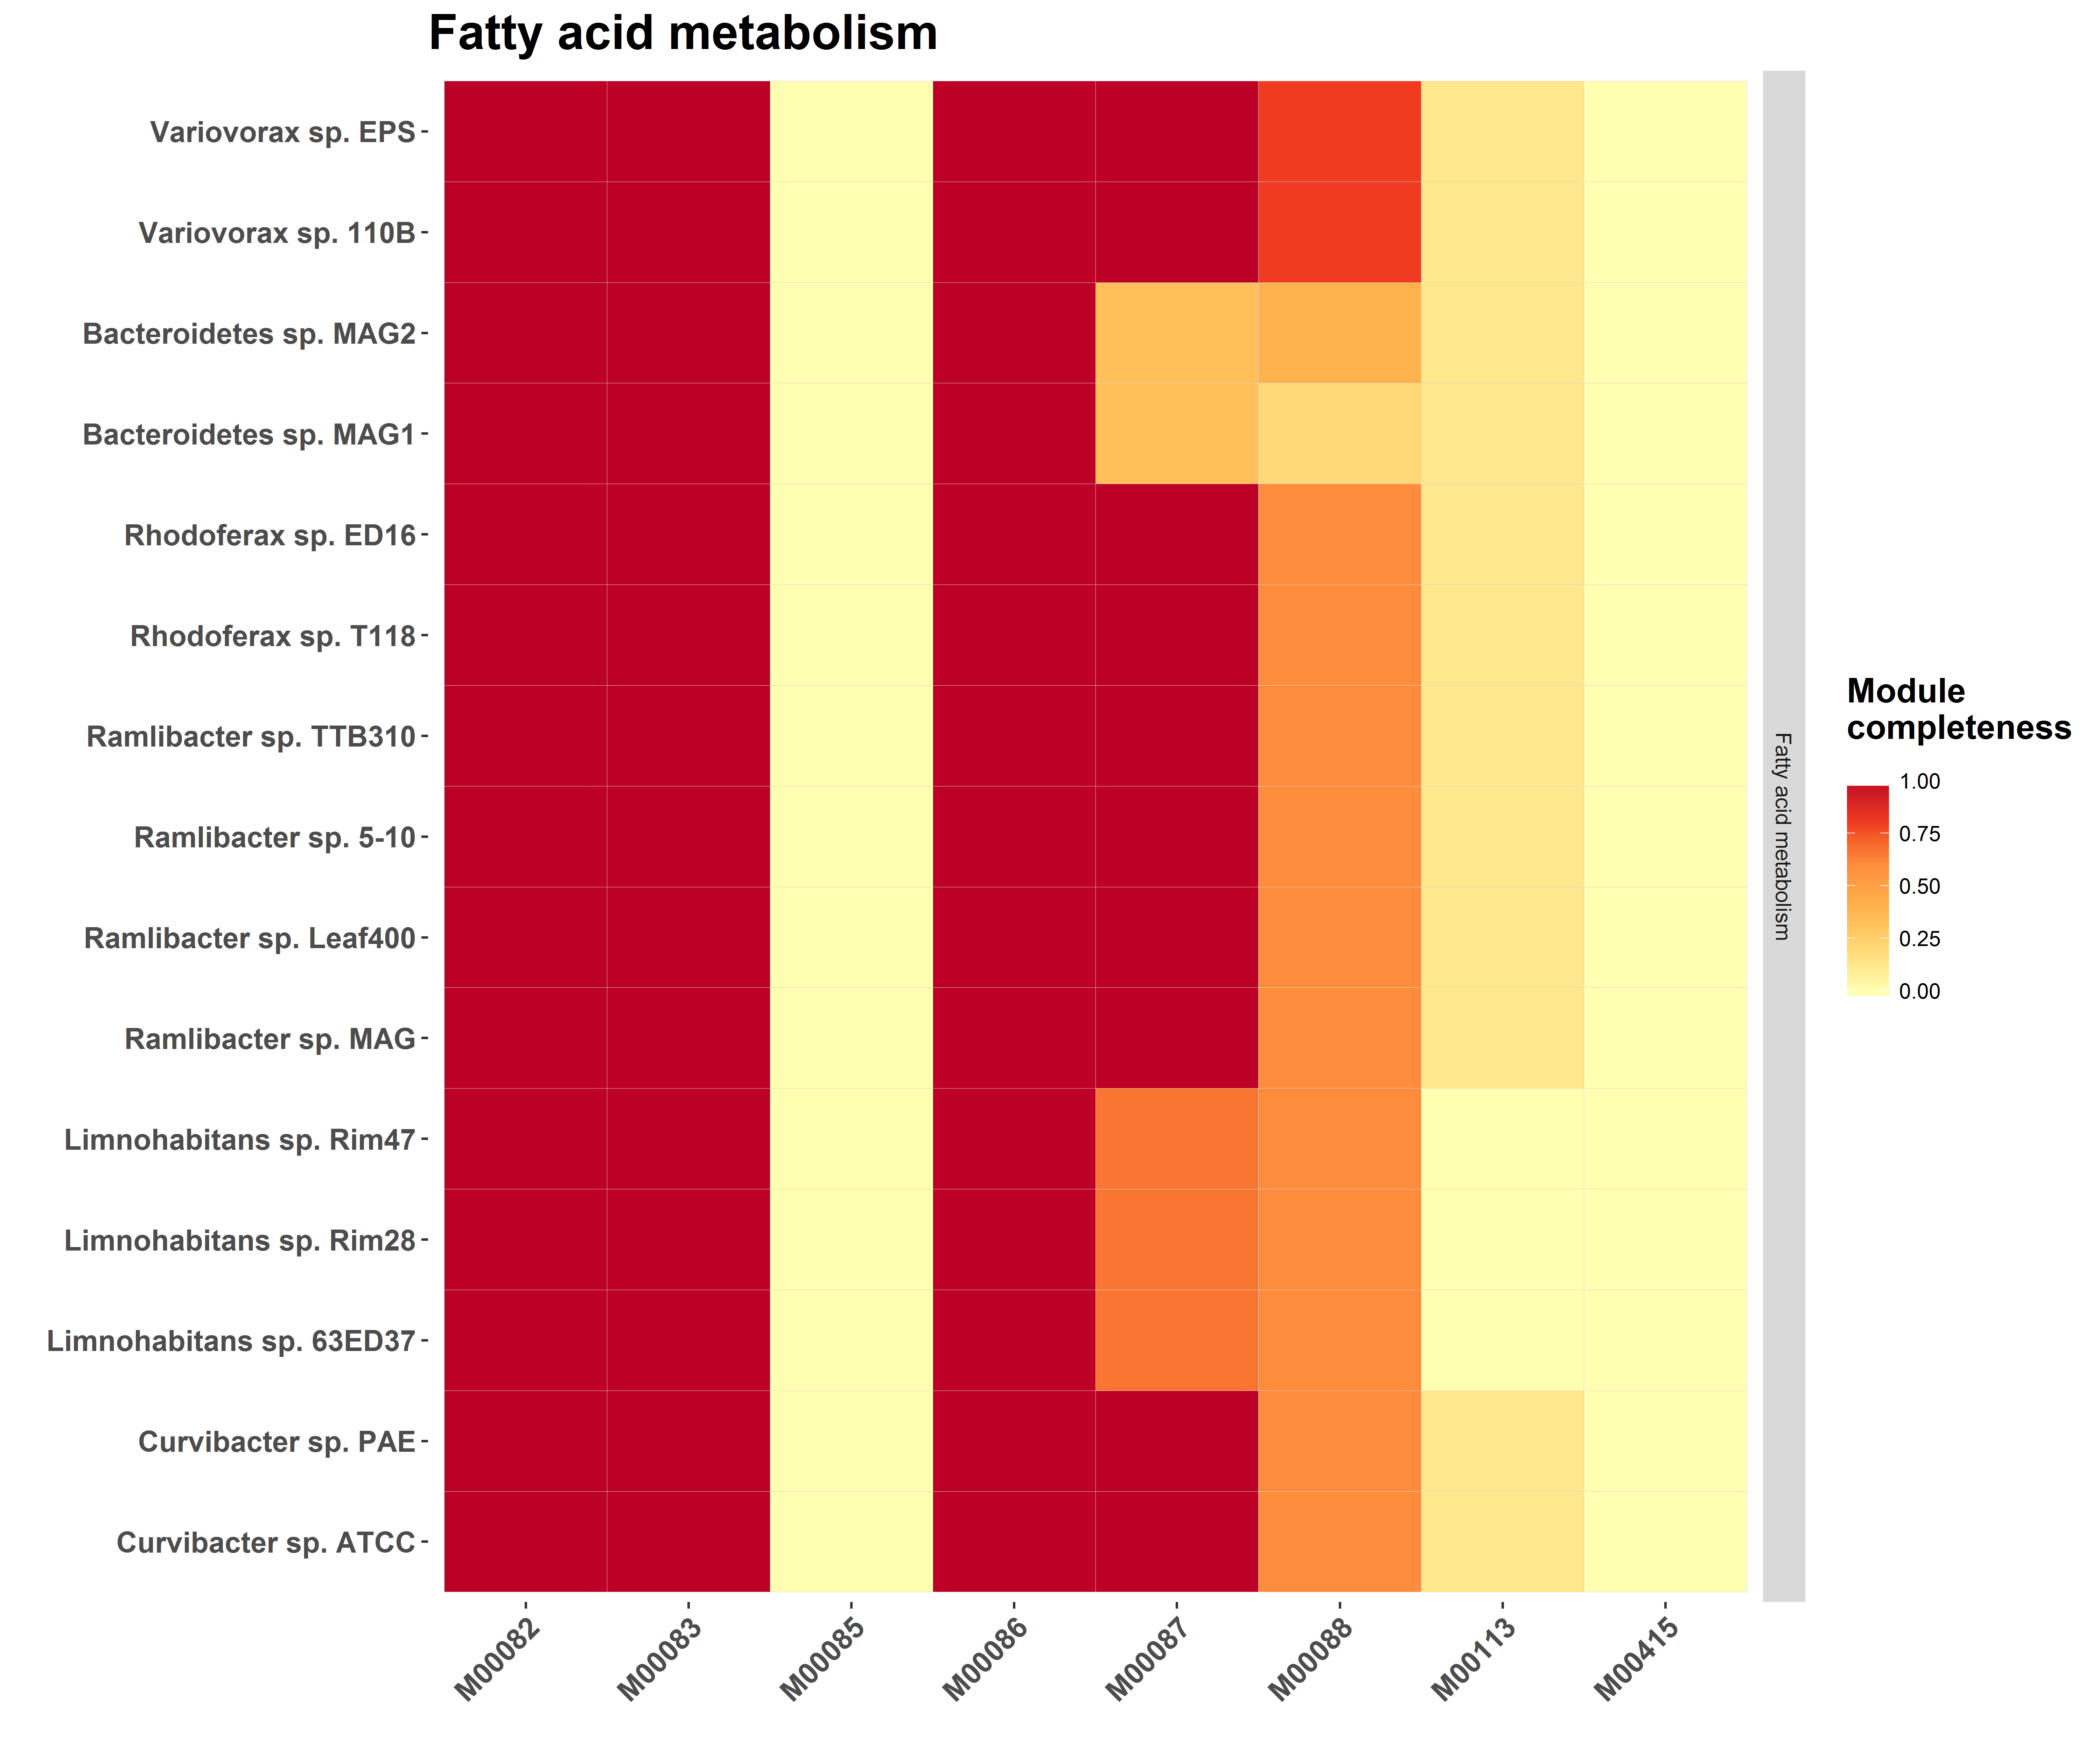 Fatty acid metabolism
Variovorax sp. EPS
Variovorax sp. 110B
Bacteroidetes sp. MAG2
Bacteroidetes sp. MAG1
Rhodoferax sp. ED16
Rhodoferax sp. T118
Ramlibacter sp. TTB310
Ramlibacter sp. 5-10
Ramlibacter sp. Leaf400
Ramlibacter sp. MAG
Limnohabitans sp. Rim47
Limnohabitans sp. Rim28
Limnohabitans sp. 63ED37
Curvibacter sp. PAE
Curvibacter sp. ATCC
M00082
M00083
M00085
M00086
M00087
M00088
M00113
M00415
Fatty acid metabolism
Module
completeness
1.00
0.75
0.50
0.25
0.00